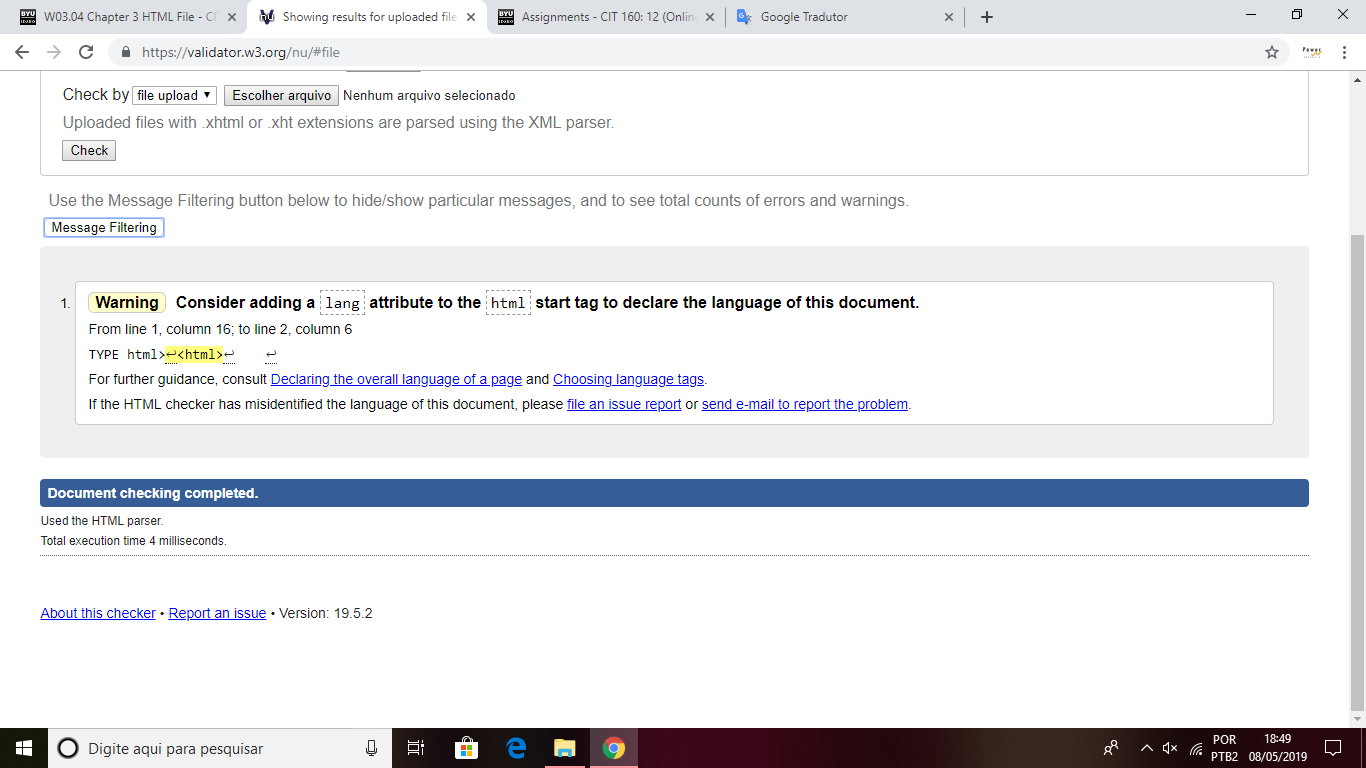 W03.04 Chapter 3 HTML File - CI
Showing results for uploaded file
Assignments - CIT 160: 12 (Onlin
Google Tradutor
https://validator.w3.org/nu/#file
Check by file upload Escolher arquivo Nenhum arquivo selecionado
Uploaded files with .xhtml or .xht extensions are parsed using the XML parser.
Check
Use the Message Filtering button below to hide/show particular messages, and to see total counts of errors and warnings.
Message Filtering
1. Warning Consider adding a lang attribute to the html start tag to declare the language of this document.
From line 1, column 16; to line 2, column 6
TYPE html>↩<html>↩ ↩
For further guidance, consult Declaring the overall language of a page and Choosing language tags.
If the HTML checker has misidentified the language of this document, please file an issue report or send e-mail to report the problem.
Document checking completed.
Used the HTML parser.
Total execution time 4 milliseconds.
About this checker • Report an issue • Version: 19.5.2
Digite aqui para pesquisar
POR
PTB2
18:49
08/05/2019